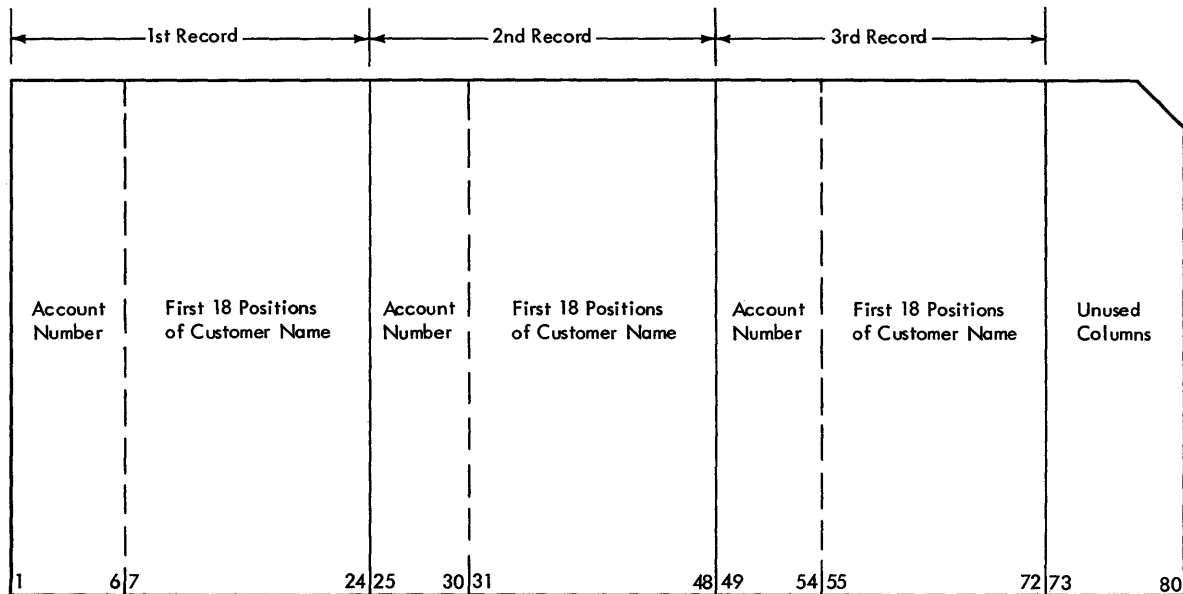 1st Record 2nd Record 3rd Record
Account Number
First 18 Positions of Customer Name
Account Number
First 18 Positions of Customer Name
Account Number
First 18 Positions of Customer Name
Unused Columns
1 6 7 24 25 30 31 48 49 54 55 72 73 80